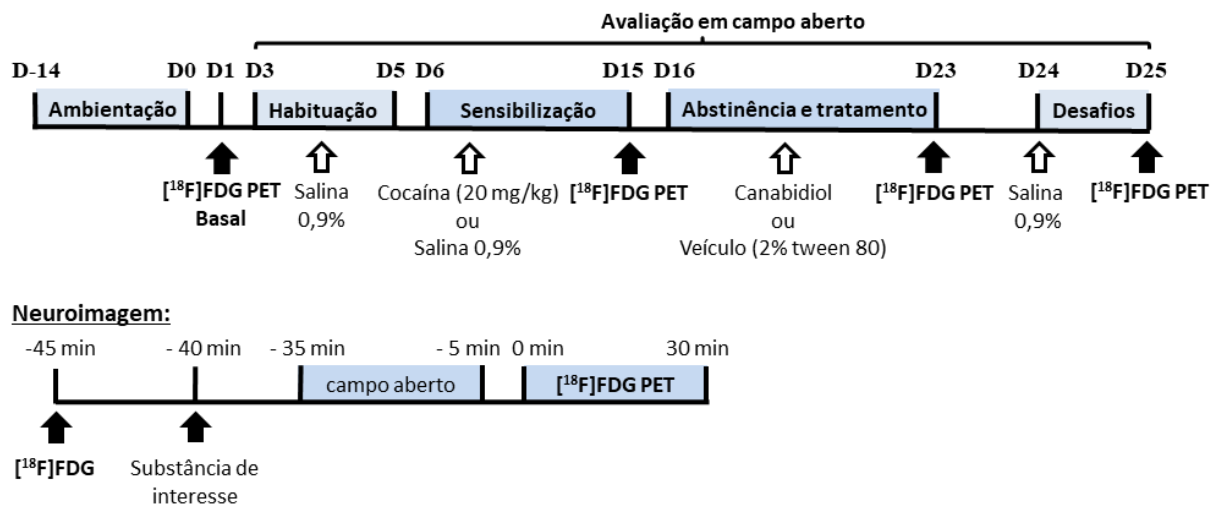 Avaliação em campo aberto
D-14 D0 D1 D3 D5 D6 D15 D16 D23 D24 D25
Ambientação Habituação Sensibilização Abstinência e tratamento Desafios
[¹⁸F]FDG PET Salina Cocaína (20 mg/kg) [¹⁸F]FDG PET Canabidiol [¹⁸F]FDG PET Salina [¹⁸F]FDG PET
Basal 0,9% ou ou 0,9%
Salina 0,9% Veículo (2% tween 80)
Neuroimagem:
-45 min - 40 min - 35 min - 5 min 0 min 30 min
campo aberto [¹⁸F]FDG PET
[¹⁸F]FDG Substância de
interesse